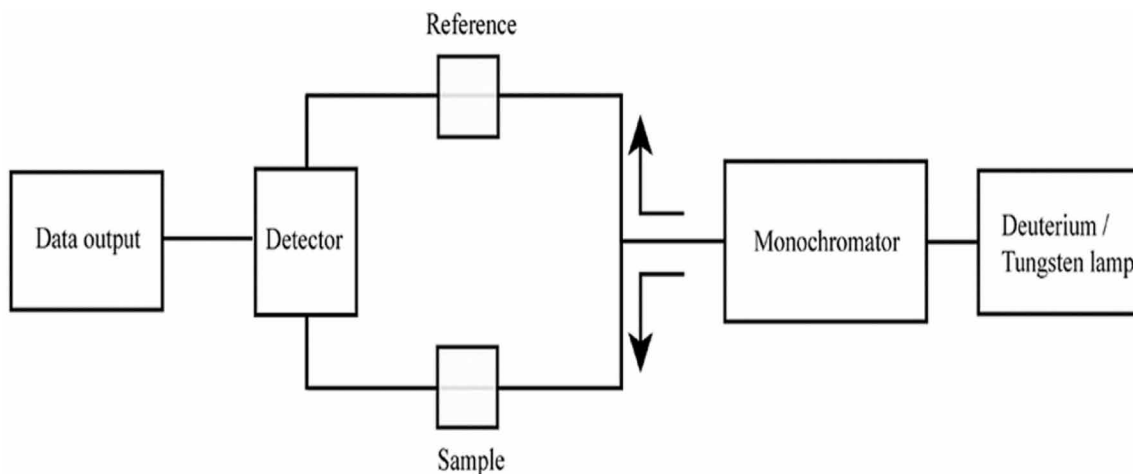 Reference
Data output
Detector
Monochromator
Deuterium /
Tungsten lamp
Sample